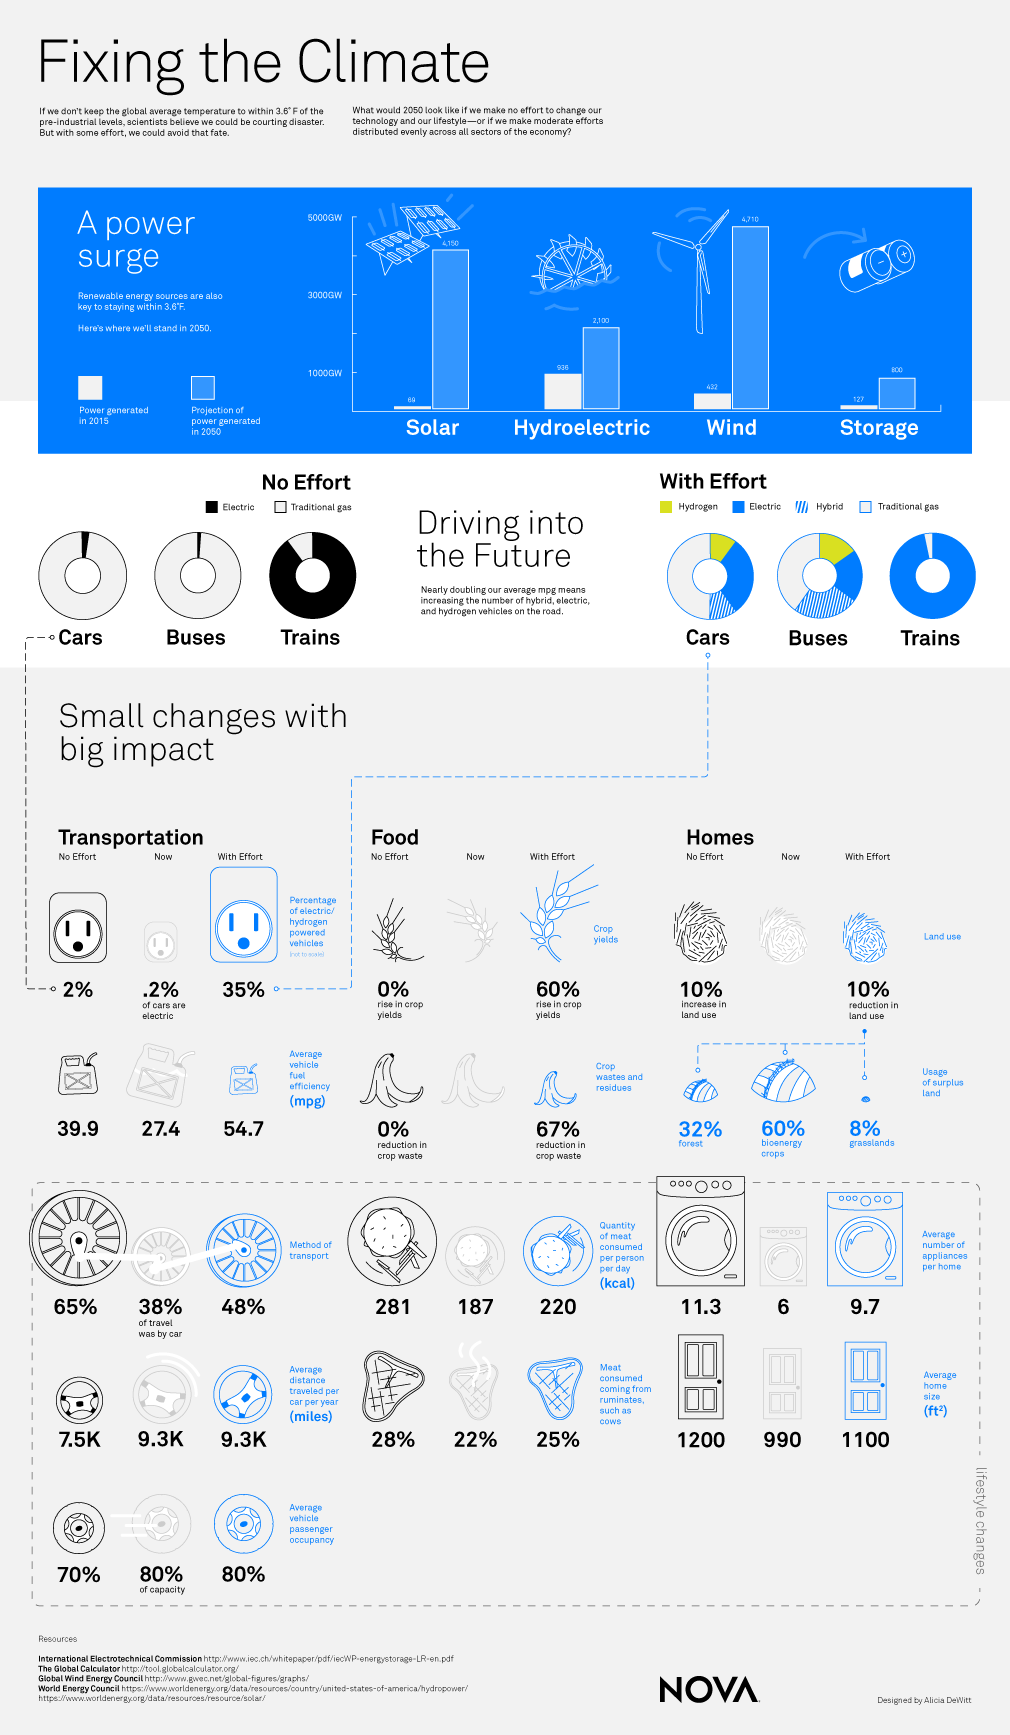 Fixing the Climate
If we don't keep the global average temperature to within 3.6˚ F of the
pre-industrial levels, scientists believe we could be courting disaster.
But with some effort, we could avoid that fate.
What would 2050 look like if we make no effort to change our
technology and our lifestyle—or if we make moderate efforts
distributed evenly across all sectors of the economy?
A power
surge
Renewable energy sources are also
key to staying within 3.6˚F.
Here's where we'll stand in 2050.
Power generated
in 2015
Projection of
power generated
in 2050
5000GW
3000GW
1000GW
69
4,150
936
2,100
432
4,710
127
800
Solar
Hydroelectric
Wind
Storage
No Effort
Electric
Traditional gas
Cars
Buses
Trains
Driving into
the Future
Nearly doubling our average mpg means
increasing the number of hybrid, electric,
and hydrogen vehicles on the road.
With Effort
Hydrogen
Electric
Hybrid
Traditional gas
Cars
Buses
Trains
Small changes with
big impact
Transportation
No Effort
Now
With Effort
Percentage
of electric/
hydrogen
powered
vehicles
(not to scale)
2%
.2%
of cars are
electric
35%
Average
vehicle
fuel
efficiency
(mpg)
39.9
27.4
54.7
Method of
transport
65%
38%
of travel
was by car
48%
Average
distance
traveled per
car per year
(miles)
7.5K
9.3K
9.3K
Average
vehicle
passenger
occupancy
70%
80%
of capacity
80%
Food
No Effort
Now
With Effort
Crop
yields
0%
rise in crop
yields
60%
rise in crop
yields
Crop
wastes and
residues
0%
reduction in
crop waste
67%
reduction in
crop waste
Quantity
of meat
consumed
per person
per day
(kcal)
281
187
220
Meat
consumed
coming from
ruminates,
such as
cows
28%
22%
25%
Homes
No Effort
Now
With Effort
Land use
10%
increase in
land use
10%
reduction in
land use
Usage
of surplus
land
32%
forest
60%
bioenergy
crops
8%
grasslands
Average
number of
appliances
per home
11.3
6
9.7
Average
home
size
(ft²)
1200
990
1100
lifestyle changes
Resources
International Electrotechnical Commission http://www.iec.ch/whitepaper/pdf/iecWP-energystorage-LR-en.pdf
The Global Calculator http://tool.globalcalculator.org/
Global Wind Energy Council http://www.gwec.net/global-figures/graphs/
World Energy Council https://www.worldenergy.org/data/resources/country/united-states-of-america/hydropower/
https://www.worldenergy.org/data/resources/resource/solar/
NOVA
Designed by Alicia DeWitt